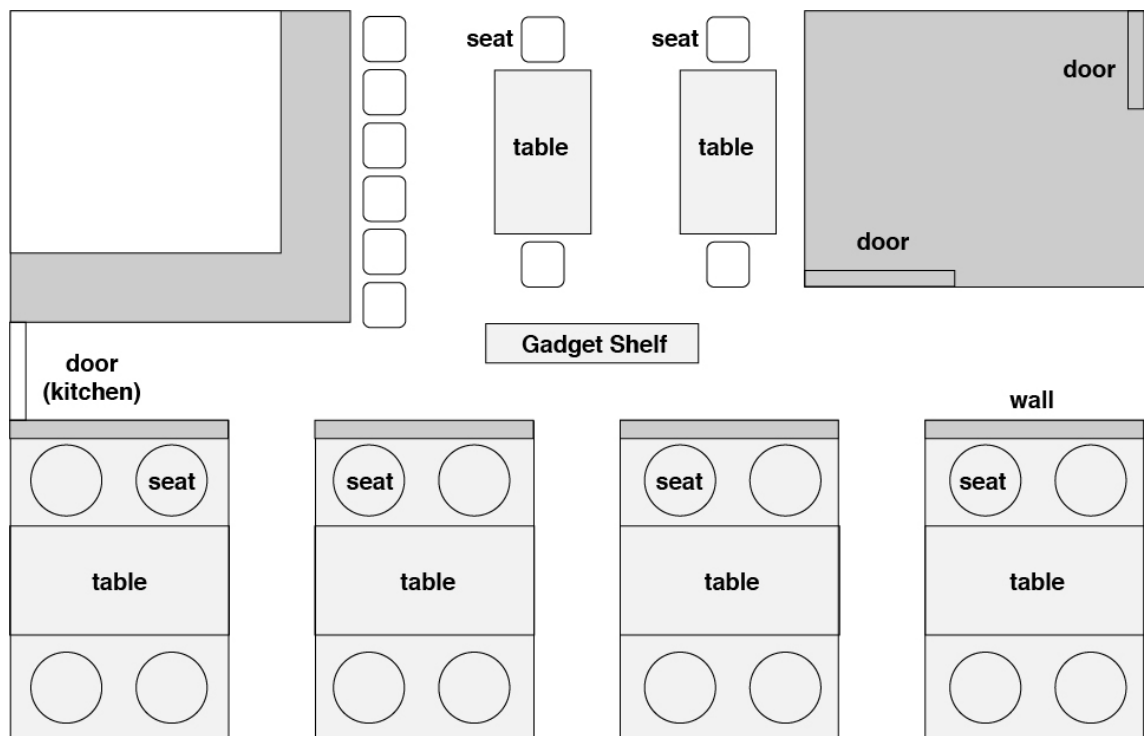 seat
seat
door
table
table
door
Gadget Shelf
door
(kitchen)
wall
seat
seat
seat
seat
table
table
table
table